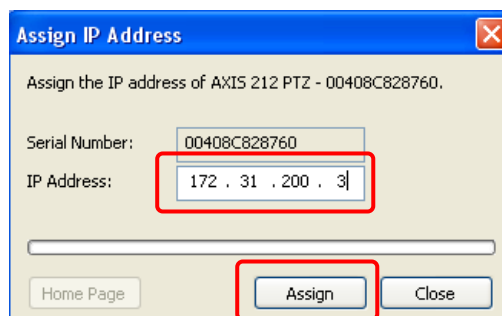 Assign IP Address
Assign the IP address of AXIS 212 PTZ - 00408C828760.
Serial Number: 00408C828760
IP Address: 172 . 31 . 200 . 3
Home Page Assign Close